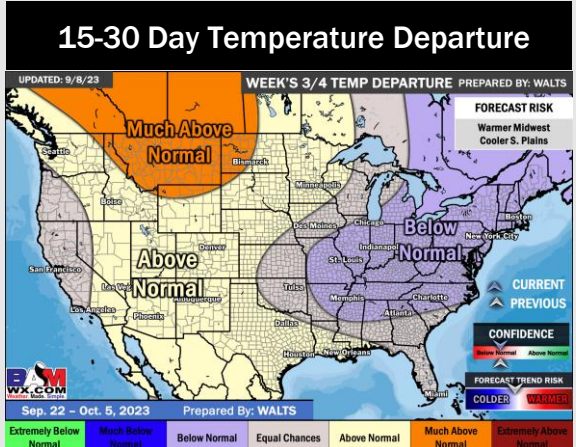 15-30 Day Temperature Departure
UPDATED: 9/8/23
WEEK'S 3/4 TEMP DEPARTURE PREPARED BY: WALTS
FORECAST RISK
Warmer Midwest
Cooler S. Plains
Much Above
Normal
Seattle
Bismarck
Minneapolis
Boise
Des Moines
Chicago
Boston
New York City
Below
Normal
Indianapol
St. Louis
Denver
Above
Normal
San Francisco
Las Veg
Albuquerque
Los Angeles
Phoenix
Tulsa
Memphis
Charlotte
Atlanta
Dallas
Houston
New Orleans
Miami
CURRENT
PREVIOUS
CONFIDENCE
Below Normal Above Normal
FORECAST TREND RISK
COLDER WARMER
BAM
WX.COM
Weather Made Simple.
Sep. 22 – Oct. 5, 2023 Prepared By: WALTS
Extremely Below
Normal
Much Below
Normal
Below Normal
Equal Chances
Above Normal
Much Above
Normal
Extremely Above
Normal